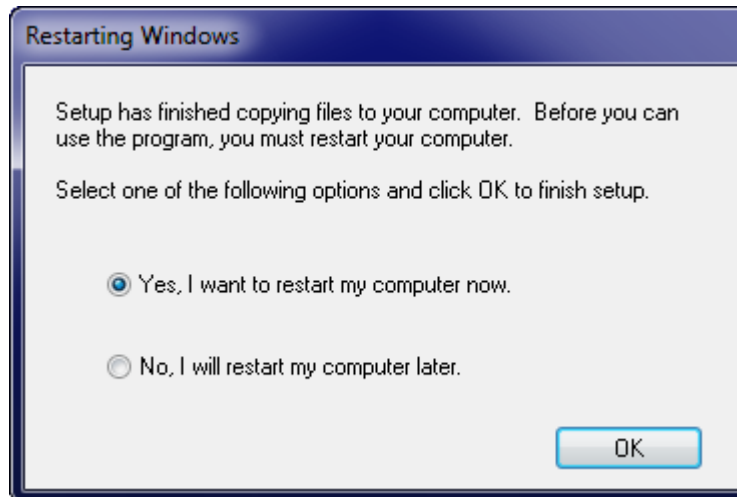 Restarting Windows
Setup has finished copying files to your computer.  Before you can
use the program, you must restart your computer.
Select one of the following options and click OK to finish setup.
Yes, I want to restart my computer now.
No, I will restart my computer later.
OK